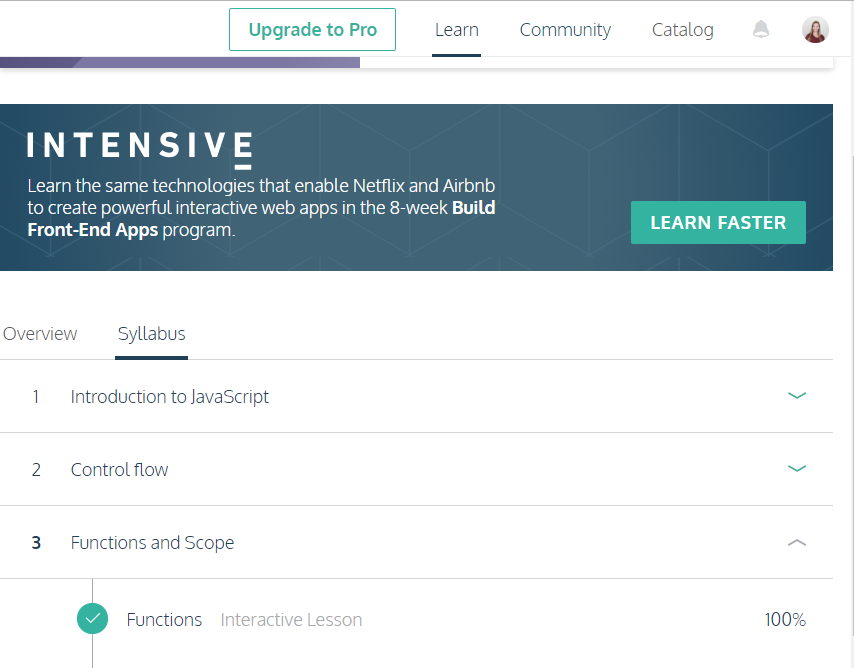 Upgrade to Pro Learn Community Catalog
INTENSIVE
Learn the same technologies that enable Netflix and Airbnb
to create powerful interactive web apps in the 8-week Build
Front-End Apps program.
LEARN FASTER
Overview Syllabus
1 Introduction to JavaScript
2 Control flow
3 Functions and Scope
Functions Interactive Lesson 100%